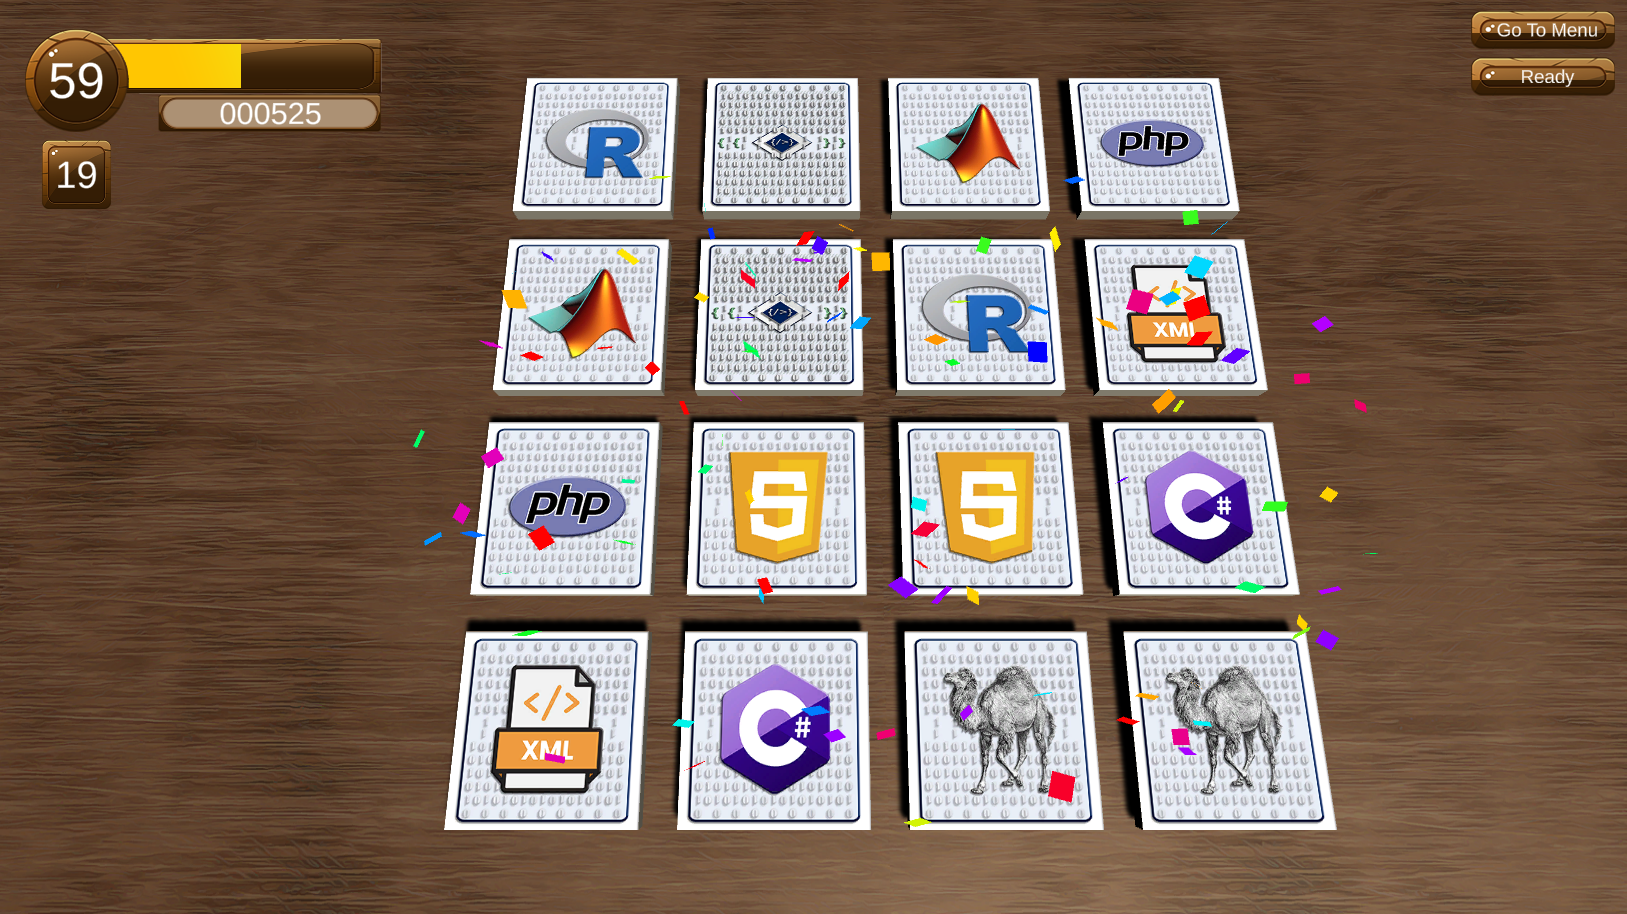 59
000525
19
Go To Menu
Ready
R
{ { </> } }
php
{ { </> } }
R
</>
XML
php
5
5
C#
</>
XML
C#